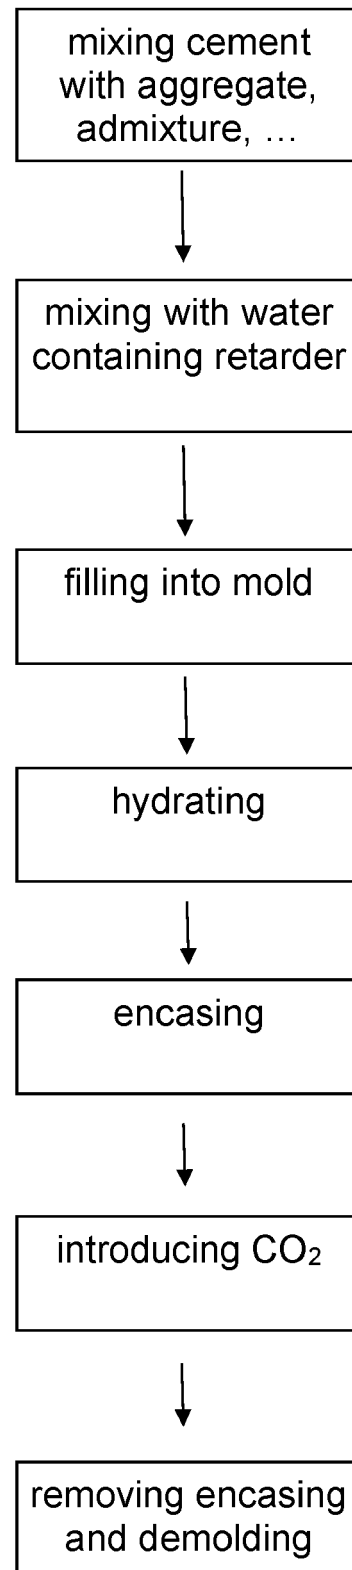 mixing cement
with aggregate,
admixture, …
mixing with water
containing retarder
filling into mold
hydrating
encasing
introducing CO₂
removing encasing
and demolding